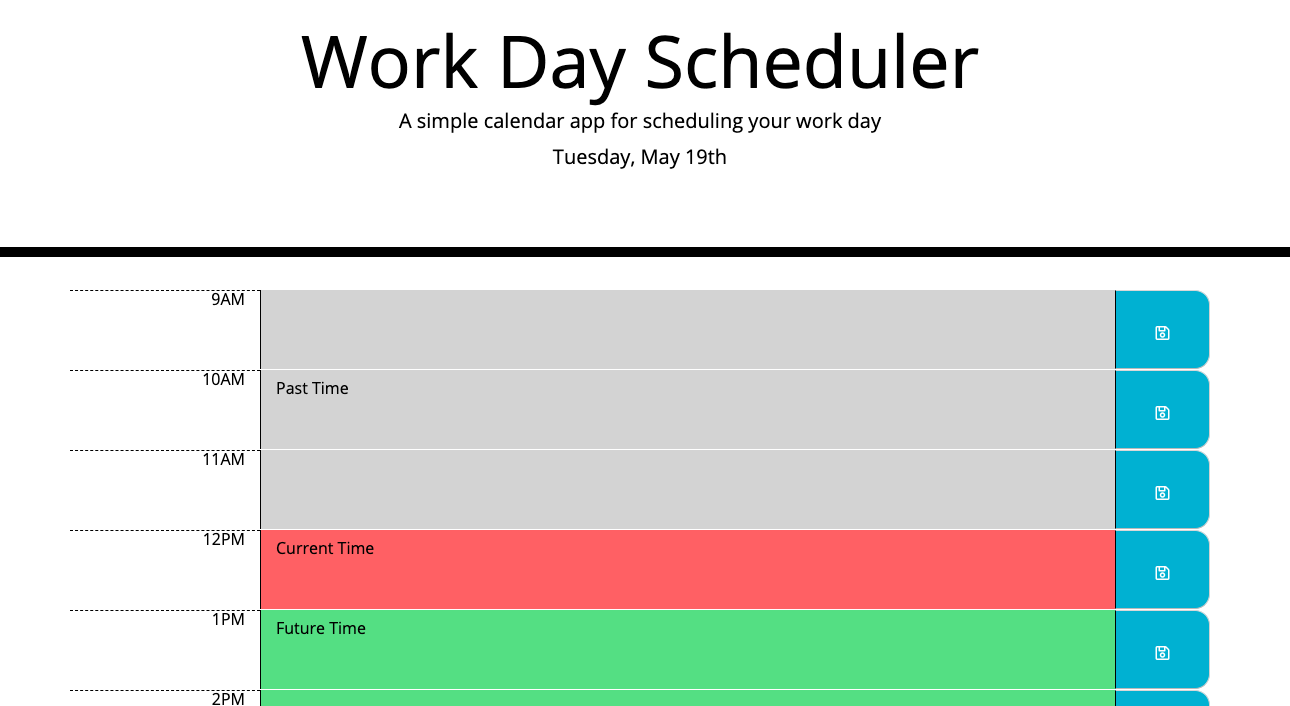 Work Day Scheduler
A simple calendar app for scheduling your work day
Tuesday, May 19th
9AM
10AM
Past Time
11AM
12PM
Current Time
1PM
Future Time
2PM